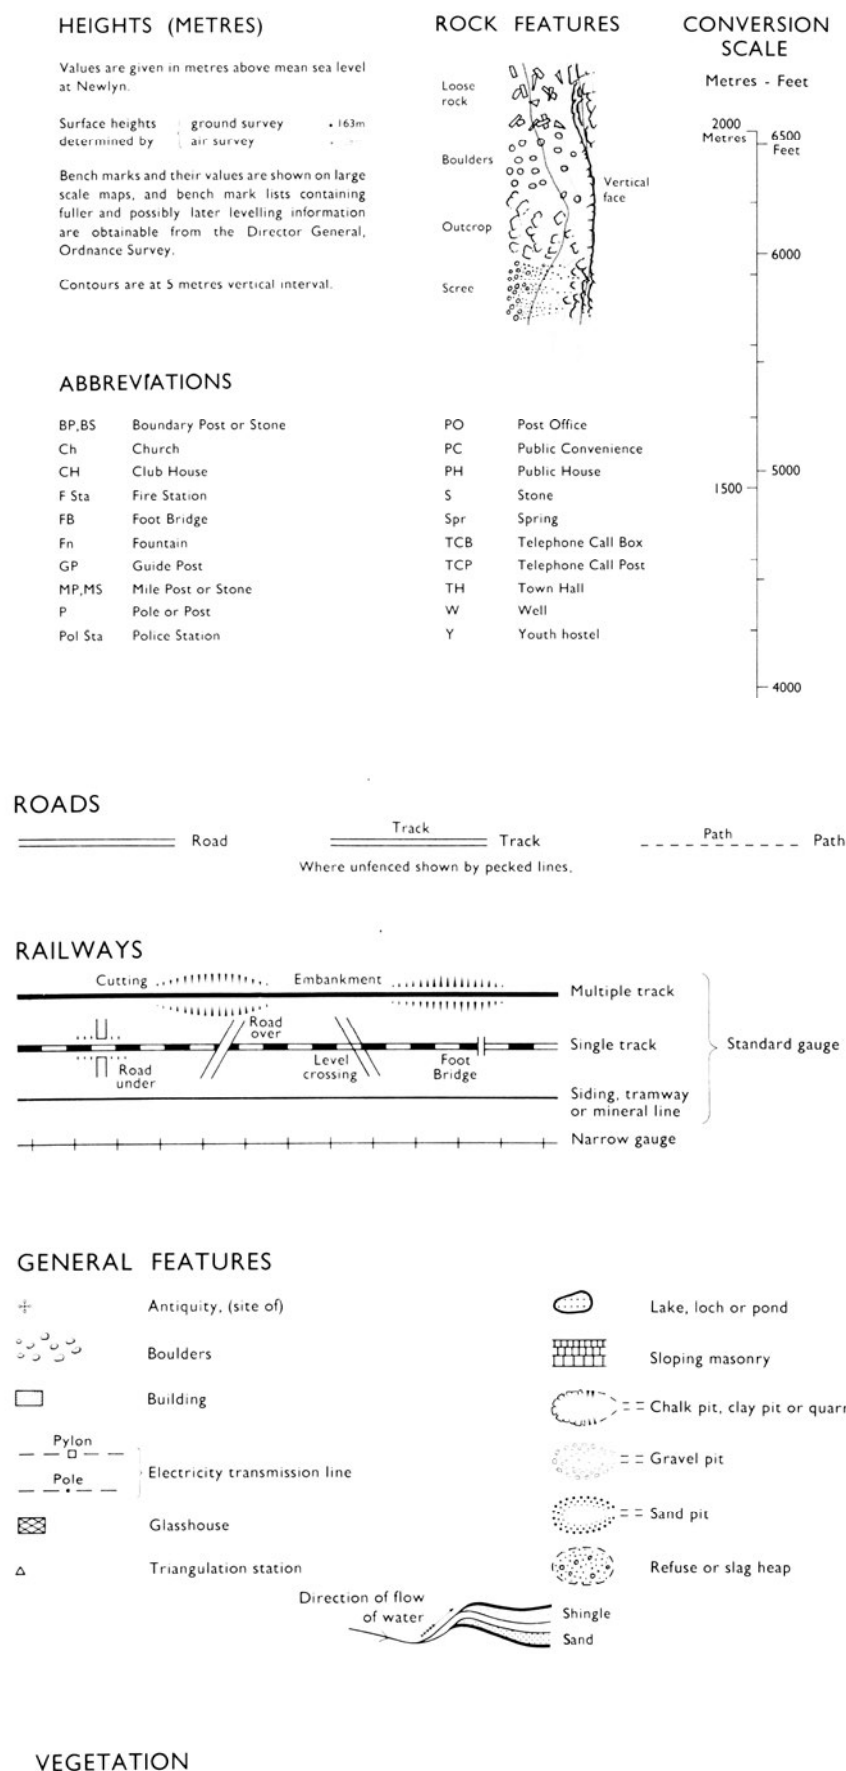 HEIGHTS (METRES)
Values are given in metres above mean sea level
at Newlyn.
Surface heights ground survey . 163m
determined by air survey .
Bench marks and their values are shown on large
scale maps, and bench mark lists containing
fuller and possibly later levelling information
are obtainable from the Director General,
Ordnance Survey.
Contours are at 5 metres vertical interval.
ROCK FEATURES
Loose
rock
Boulders
Vertical
face
Outcrop
Scree
CONVERSION
SCALE
Metres - Feet
2000
Metres
6500
Feet
6000
5000
1500
4000
ABBREVIATIONS
BP,BS Boundary Post or Stone
Ch Church
CH Club House
F Sta Fire Station
FB Foot Bridge
Fn Fountain
GP Guide Post
MP,MS Mile Post or Stone
P Pole or Post
Pol Sta Police Station
PO Post Office
PC Public Convenience
PH Public House
S Stone
Spr Spring
TCB Telephone Call Box
TCP Telephone Call Post
TH Town Hall
W Well
Y Youth hostel
ROADS
Road
Track
Track
Path
Path
Where unfenced shown by pecked lines.
RAILWAYS
Cutting
Embankment
Multiple track
Road
over
Single track
Standard gauge
Road
under
Level
crossing
Foot
Bridge
Siding, tramway
or mineral line
Narrow gauge
GENERAL FEATURES
Antiquity, (site of)
Boulders
Building
Pylon
Pole
Electricity transmission line
Glasshouse
Triangulation station
Lake, loch or pond
Sloping masonry
Chalk pit, clay pit or quarr
Gravel pit
Sand pit
Refuse or slag heap
Direction of flow
of water
Shingle
Sand
VEGETATION